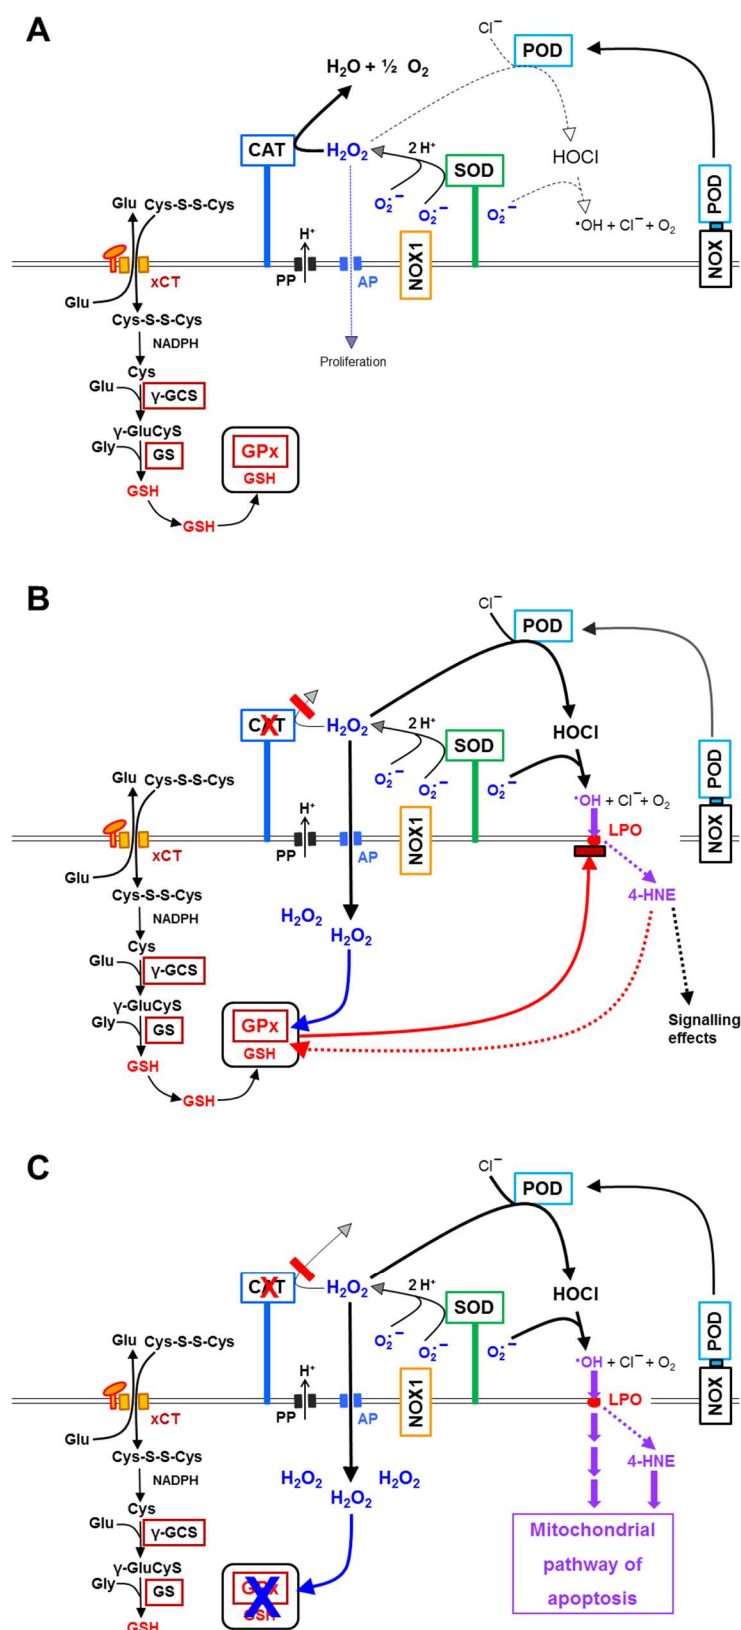 A
Cl⁻
POD
H₂O + ½ O₂
CAT
H₂O₂
2 H⁺
SOD
HOCl
POD
Glu
Cys-S-S-Cys
O₂·⁻
O₂·⁻
O₂·⁻
•OH + Cl⁻ + O₂
H⁺
NOX1
NOX
xCT
PP
AP
Glu
Cys-S-S-Cys
NADPH
Proliferation
Cys
Glu
γ-GCS
γ-GluCyS
Gly
GS
GPx
GSH
GSH
GSH
B
Cl⁻
POD
CAT
X
H₂O₂
2 H⁺
SOD
HOCl
POD
Glu
Cys-S-S-Cys
O₂·⁻
O₂·⁻
O₂·⁻
•OH + Cl⁻ + O₂
H⁺
NOX1
LPO
NOX
xCT
PP
AP
Glu
Cys-S-S-Cys
4-HNE
NADPH
H₂O₂
H₂O₂
Cys
Glu
γ-GCS
γ-GluCyS
Gly
GS
GPx
GSH
Signalling
effects
GSH
GSH
C
Cl⁻
POD
CAT
X
H₂O₂
2 H⁺
SOD
HOCl
POD
Glu
Cys-S-S-Cys
O₂·⁻
O₂·⁻
O₂·⁻
•OH + Cl⁻ + O₂
H⁺
NOX1
LPO
NOX
xCT
PP
AP
Glu
Cys-S-S-Cys
4-HNE
NADPH
H₂O₂
H₂O₂
H₂O₂
Cys
Glu
γ-GCS
γ-GluCyS
Gly
GS
GPx
X
GSH
Mitochondrial
pathway of
apoptosis
GSH